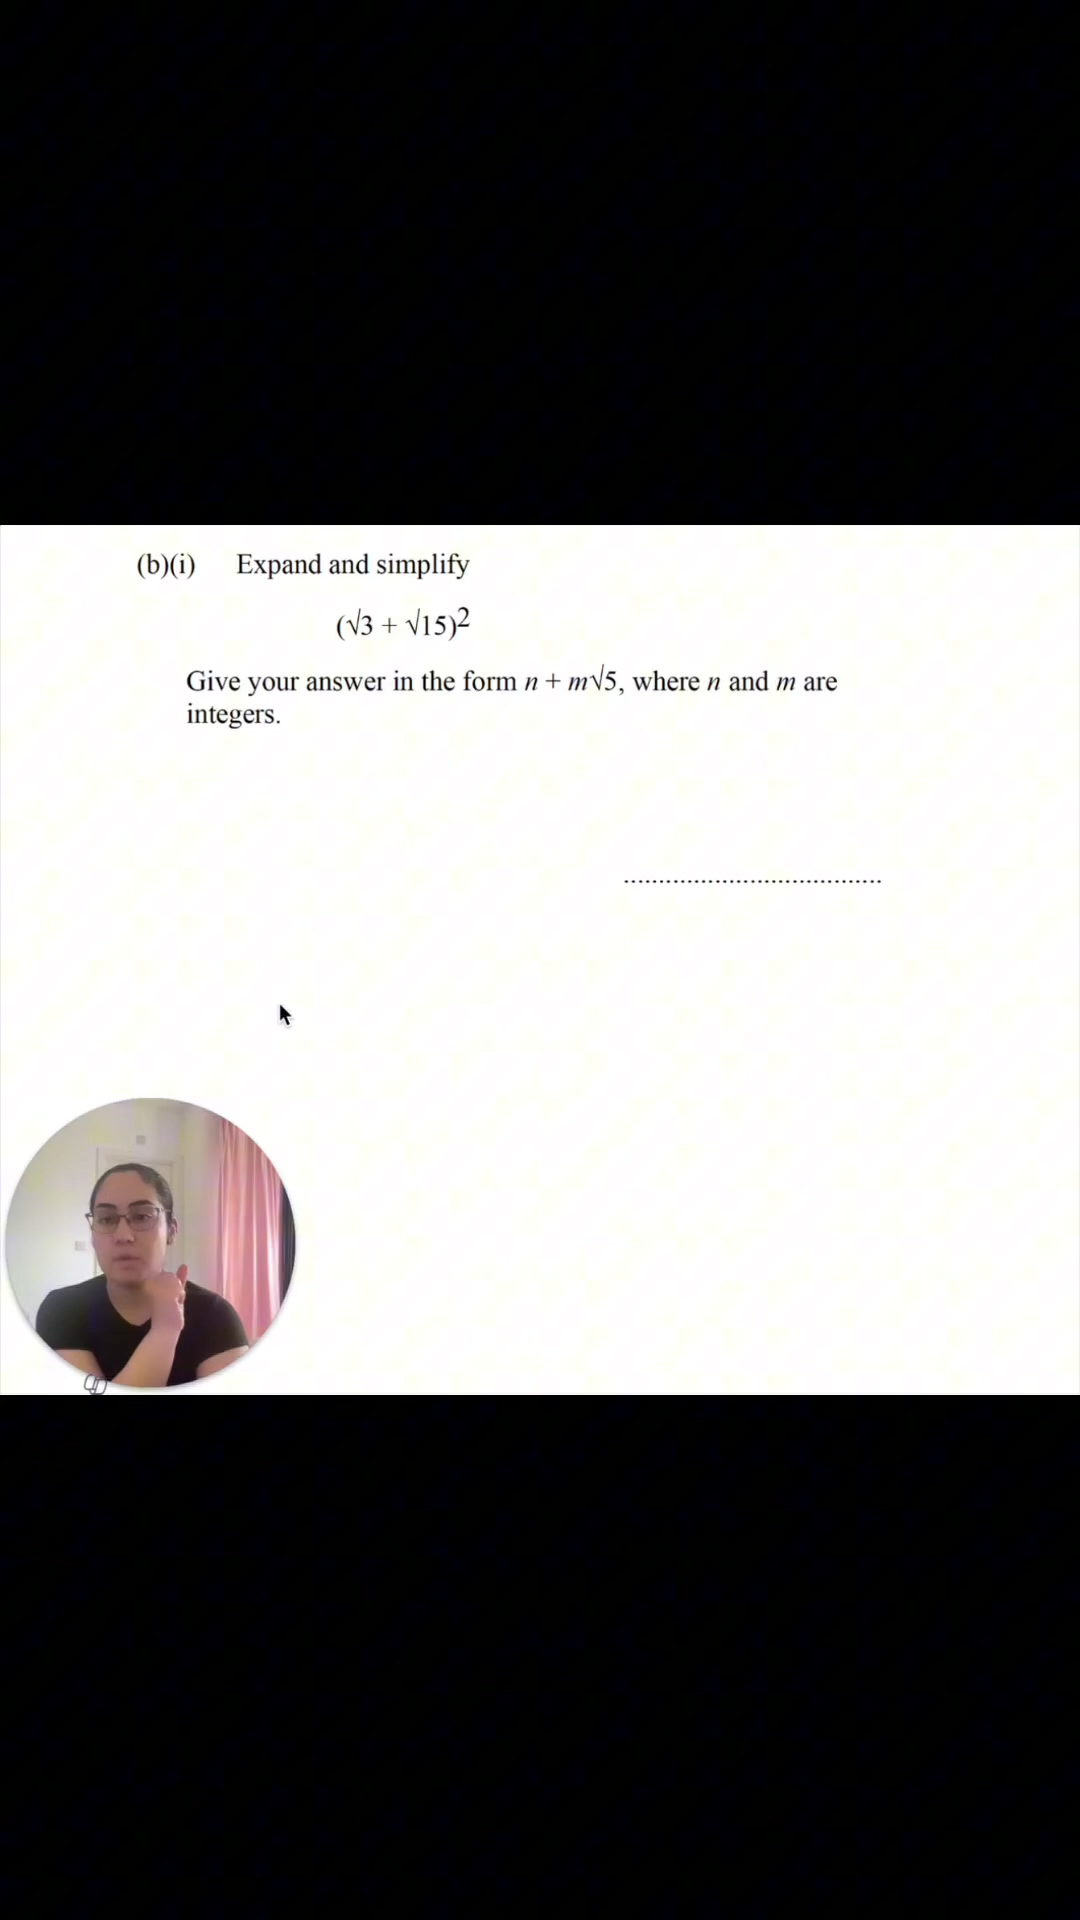 (b)(i) Expand and simplify
(√3 + √15)2
Give your answer in the form n + m√5, where n and m are
integers.
.....................................